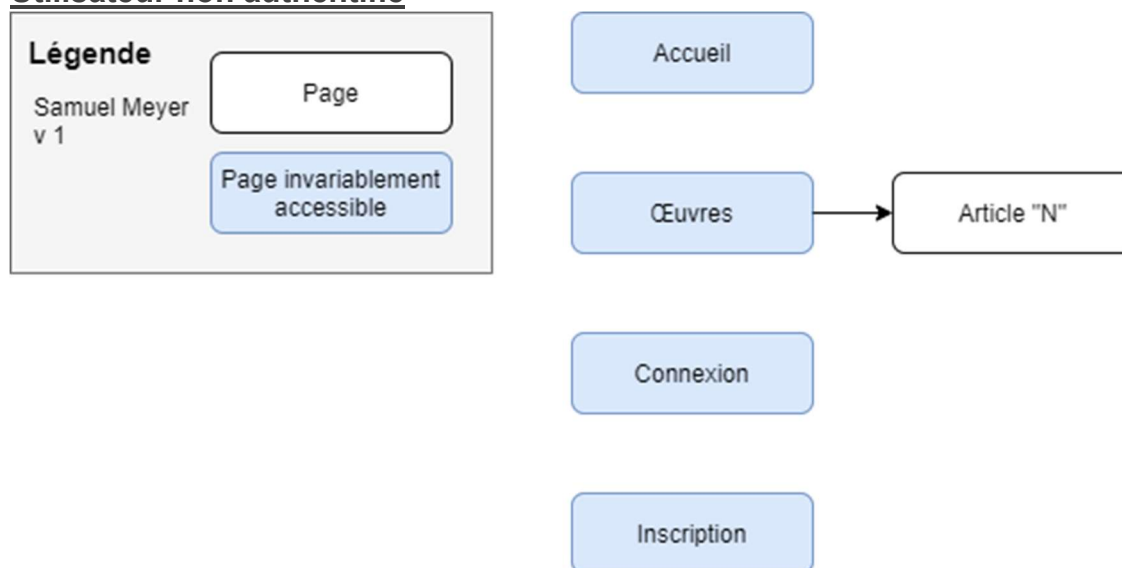 Utilisateur non authentifié
Légende
Samuel Meyer
v 1
Page
Page invariablement
accessible
Accueil
Œuvres
Article "N"
Connexion
Inscription